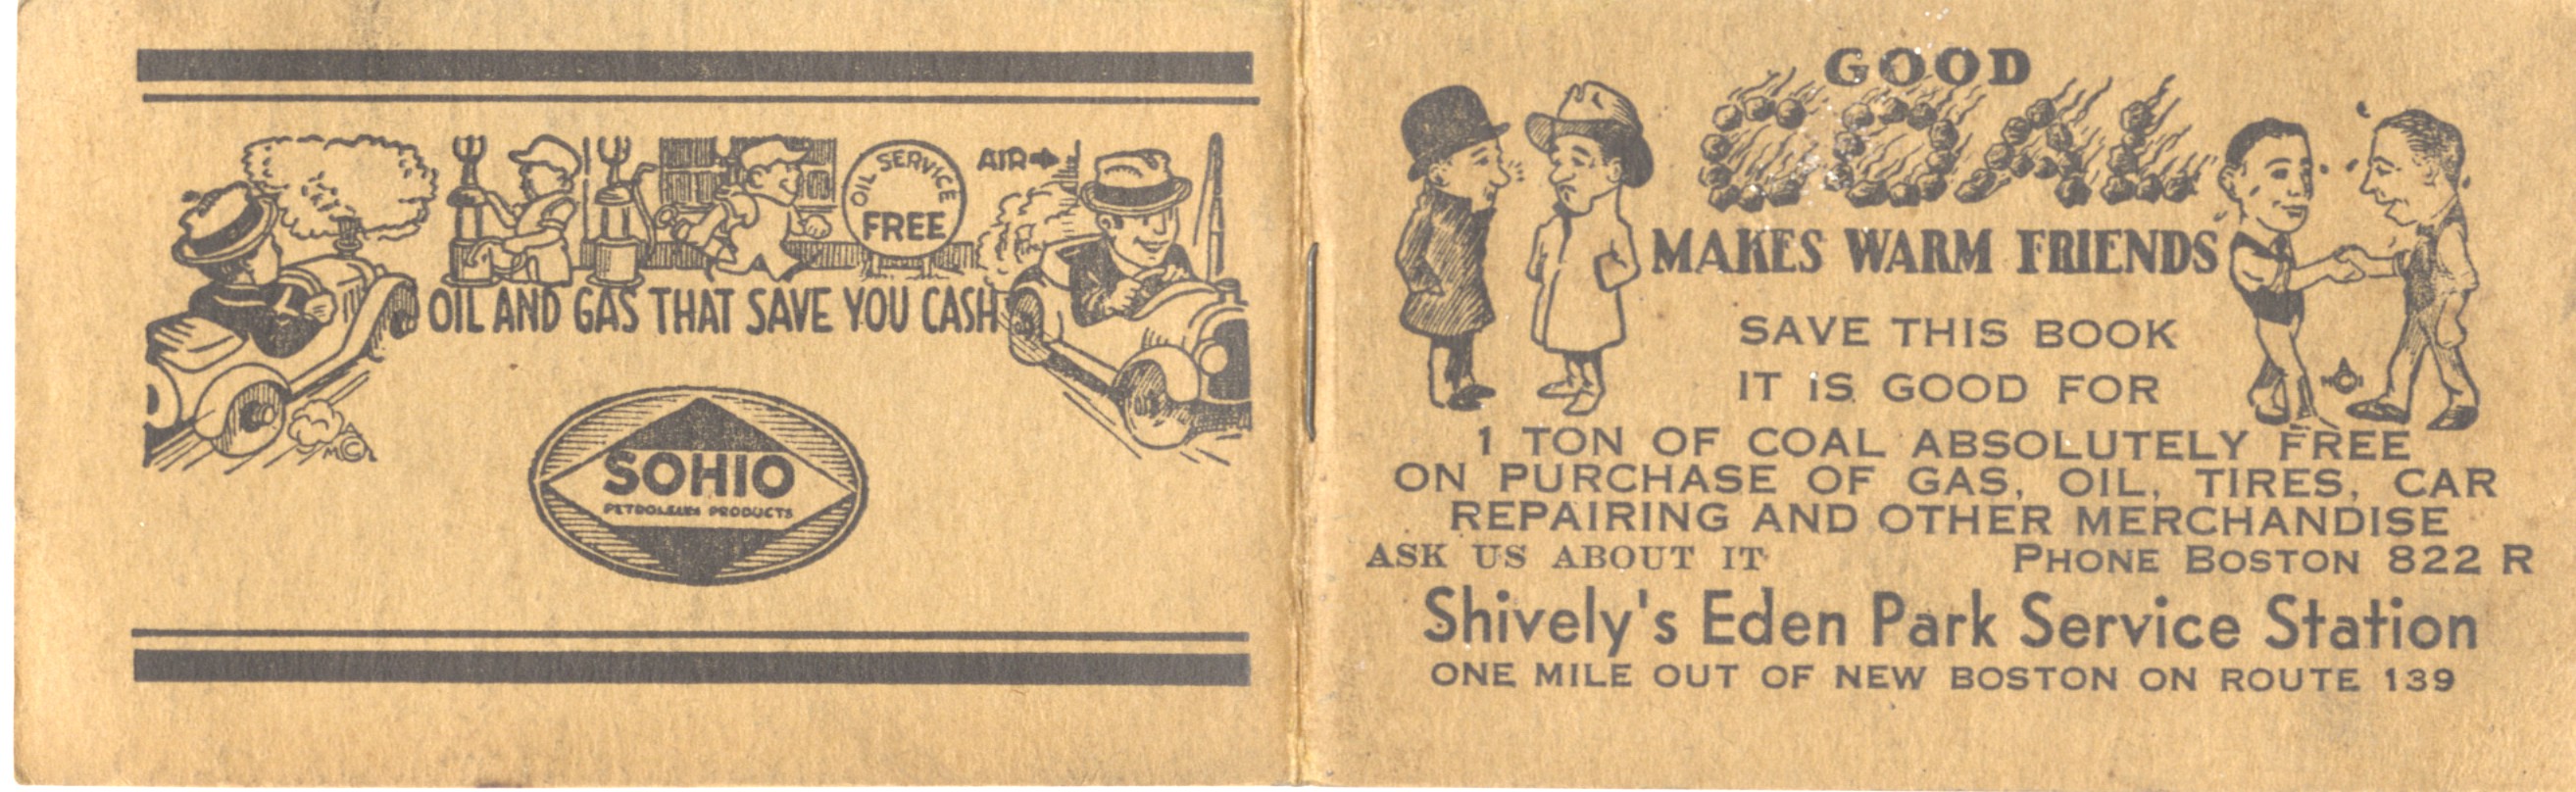 OIL SERVICE
FREE
AIR
OIL AND GAS THAT SAVE YOU CASH
MC
SOHIO
PETROLEUM PRODUCTS
GOOD
COAL
MAKES WARM FRIENDS
SAVE THIS BOOK
IT IS GOOD FOR
1 TON OF COAL ABSOLUTELY FREE
ON PURCHASE OF GAS, OIL, TIRES, CAR
REPAIRING AND OTHER MERCHANDISE
ASK US ABOUT IT PHONE BOSTON 822 R
Shively's Eden Park Service Station
ONE MILE OUT OF NEW BOSTON ON ROUTE 139